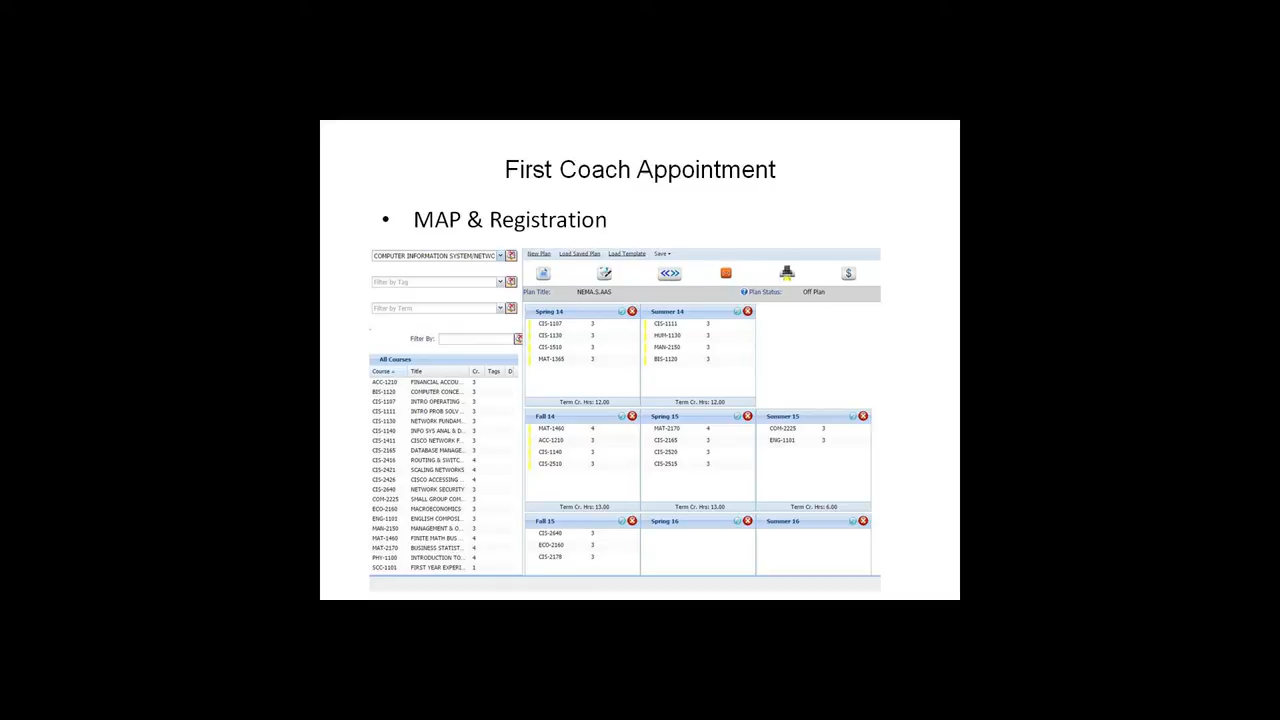 First Coach Appointment
• MAP & Registration
COMPUTER INFORMATION SYSTEM/NETWC
Filter by Tag
Filter by Term
Filter By:
All Courses
Course Title Cr. Tags D
ACC-1210 FINANCIAL ACCOU... 3
BIS-1120 COMPUTER CONCE... 3
CIS-1107 INTRO OPERATING ... 3
CIS-1111 INTRO PROB SOLV ... 3
CIS-1130 NETWORK FUNDAM... 3
CIS-1140 INFO SYS ANAL & D... 3
CIS-1411 CISCO NETWORK F... 4
CIS-2165 DATABASE MANAGE... 3
CIS-2416 ROUTING & SWITC... 4
CIS-2421 SCALING NETWORKS 4
CIS-2426 CISCO ACCESSING ... 4
CIS-2640 NETWORK SECURITY 3
COM-2225 SMALL GROUP COM... 3
ECO-2160 MACROECONOMICS 3
ENG-1101 ENGLISH COMPOSI... 3
MAN-2150 MANAGEMENT & O... 3
MAT-1460 FINITE MATH BUS ... 4
MAT-2170 BUSINESS STATIST... 4
PHY-1100 INTRODUCTION TO... 4
SCC-1101 FIRST YEAR EXPERI... 1
New Plan Load Saved Plan Load Template Save
Plan Title: NEMA.S.AAS Plan Status: Off Plan
Spring 14
CIS-1107 3
CIS-1130 3
CIS-1510 3
MAT-1365 3
Term Cr. Hrs: 12.00
Summer 14
CIS-1111 3
HUM-1130 3
MAN-2150 3
BIS-1120 3
Term Cr. Hrs: 12.00
Fall 14
MAT-1460 4
ACC-1210 3
CIS-1140 3
CIS-2510 3
Term Cr. Hrs: 13.00
Spring 15
MAT-2170 4
CIS-2165 3
CIS-2520 3
CIS-2515 3
Term Cr. Hrs: 13.00
Summer 15
COM-2225 3
ENG-1101 3
Term Cr. Hrs: 6.00
Fall 15
CIS-2640 3
ECO-2160 3
CIS-2178 3
Spring 16
Summer 16